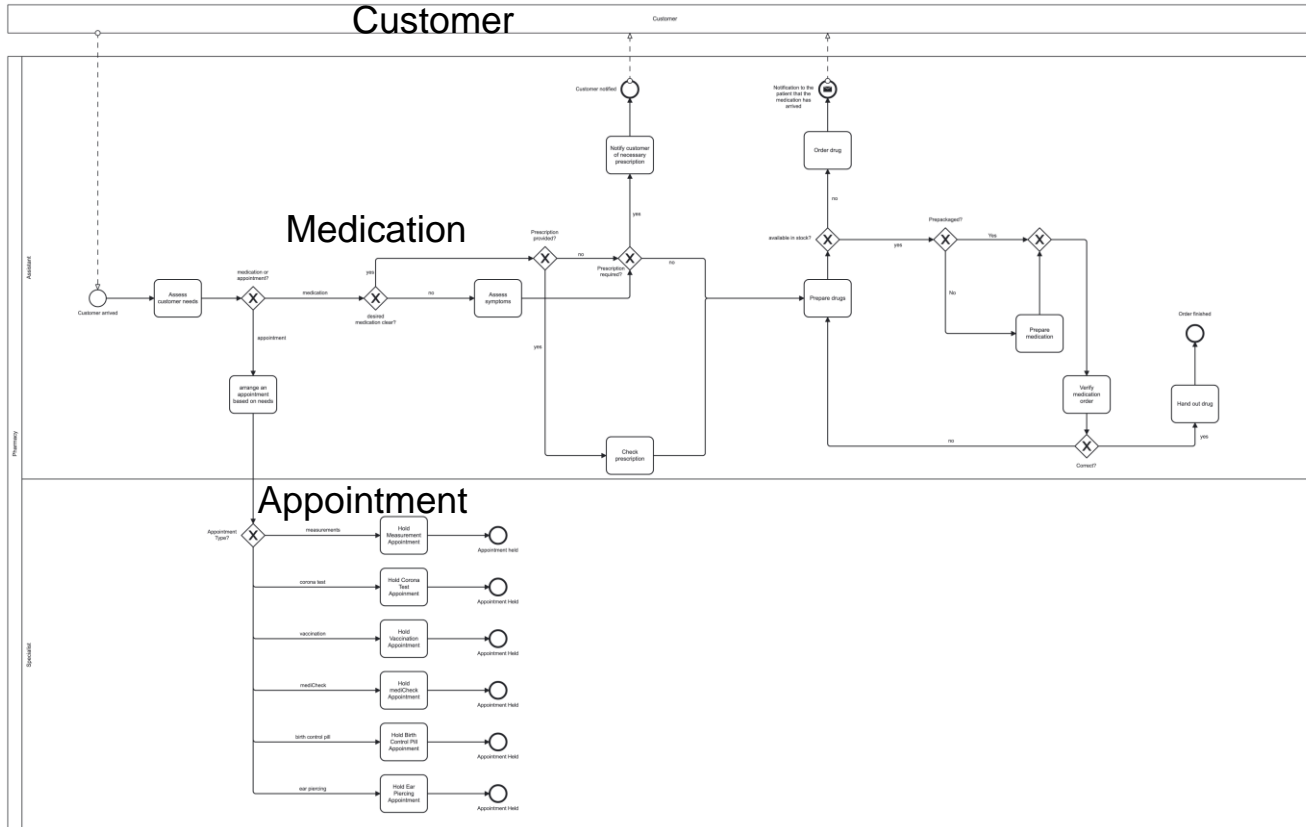 Customer
Customer
Pharmacy
Assistant
Customer arrived
Assess
customer needs
medication or
appointment?
medication
appointment
arrange an
appointment
based on needs
Medication
yes
desired
medication clear?
no
Assess
symptoms
Prescription
provided?
no
yes
Prescription
required?
yes
no
Notify customer
of necessary
prescription
Customer notified
Check
prescription
Notification to the
patient that the
medication has
arrived
Order drug
no
available in stock?
yes
Prepare drugs
Prepackaged?
Yes
No
Prepare
medication
Verify
medication
order
no
Correct?
yes
Hand out drug
Order finished
Specialist
Appointment
Appointment
Type?
measurements
Hold
Measurement
Appointment
Appointment held
corona test
Hold Corona
Test
Appoinment
Appointment Held
vaccination
Hold
Vaccination
Appointment
Appointment Held
mediCheck
Hold
mediCheck
Appointment
Appointment Held
birth control pill
Hold Birth
Control Pill
Appoinment
Appointment Held
ear piercing
Hold Ear
Piercing
Appointment
Appointment Held